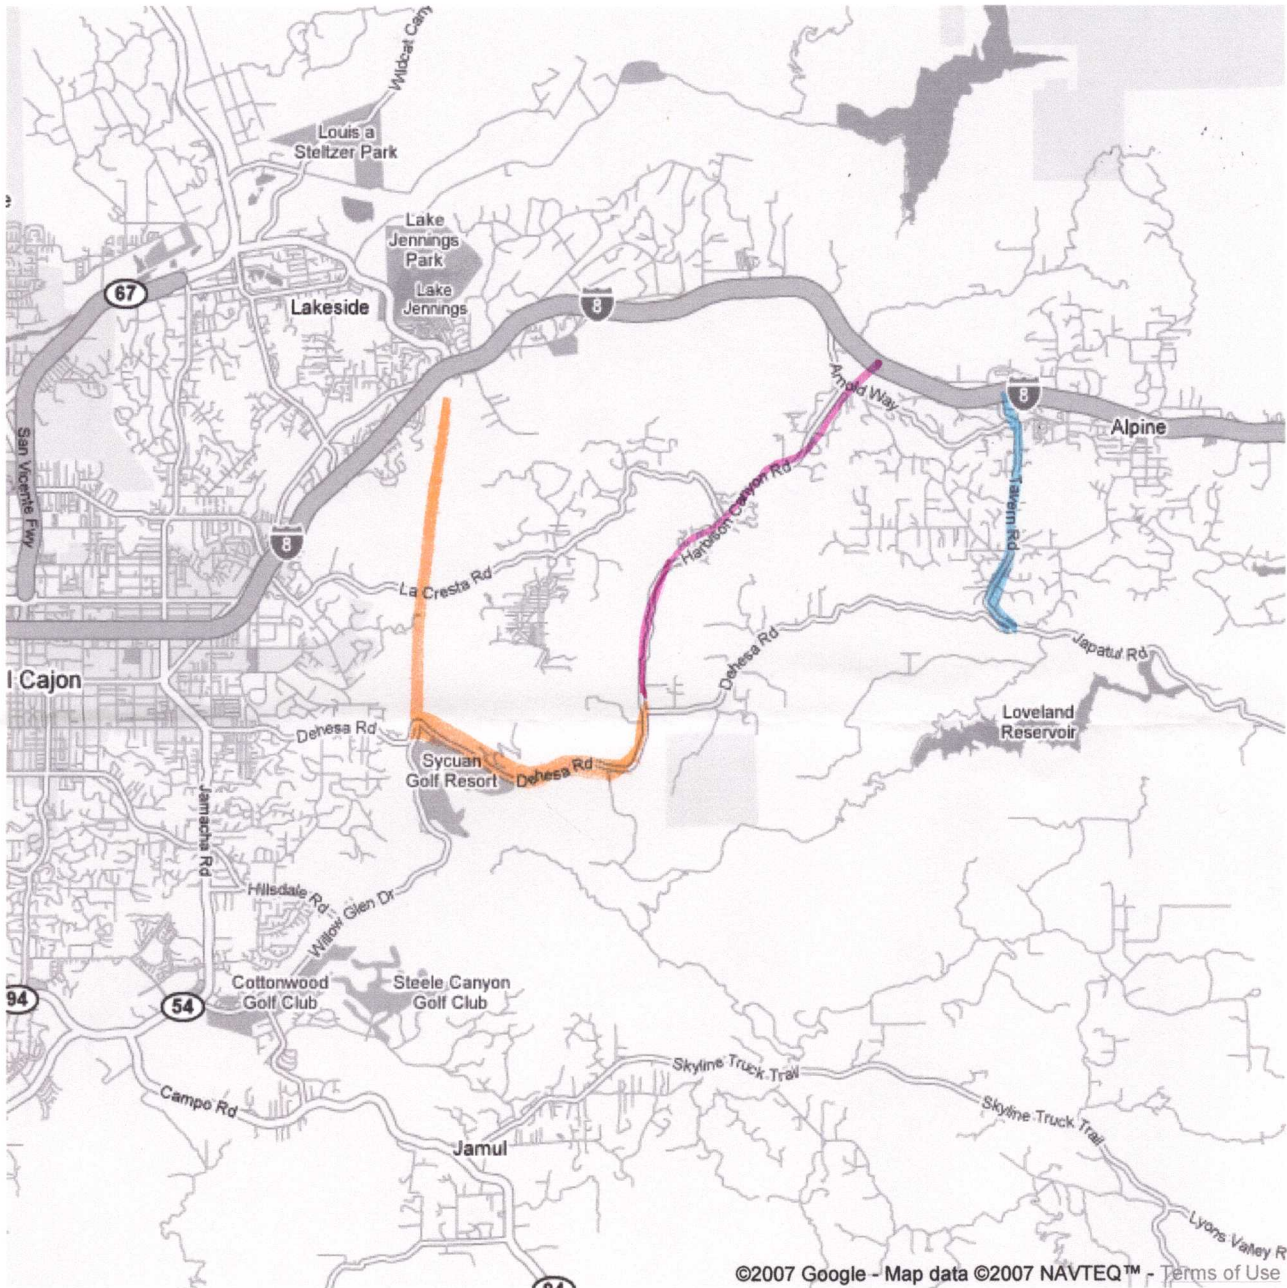 Wildcat Cany
Louis a
Steltzer Park
e
Lake
Jennings
Park
67
Lakeside
Lake
Jennings
8
Arnold Way
8
Alpine
San Vicente Fwy
Harbison Canyon Rd
Tavern Rd
8
La Cresta Rd
Dehesa Rd
Japatul Rd
l Cajon
Loveland
Reservoir
Dehesa Rd
Sycuan
Golf Resort
Dehesa Rd
Jamacha Rd
Hillsdale Rd
Willow Glen Dr
94
54
Cottonwood
Golf Club
Steele Canyon
Golf Club
Skyline Truck Trail
Campo Rd
Skyline Truck Trail
Jamul
Lyons Valley R
94
©2007 Google - Map data ©2007 NAVTEQ™ - Terms of Use